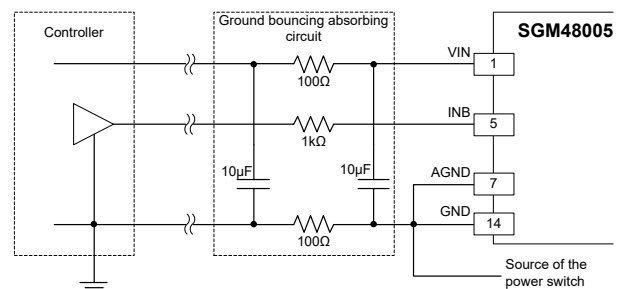 Controller
Ground bouncing absorbing
circuit
SGM48005
VIN
1
100Ω
INB
5
1kΩ
10µF
10µF
AGND
7
GND
14
100Ω
Source of the
power switch